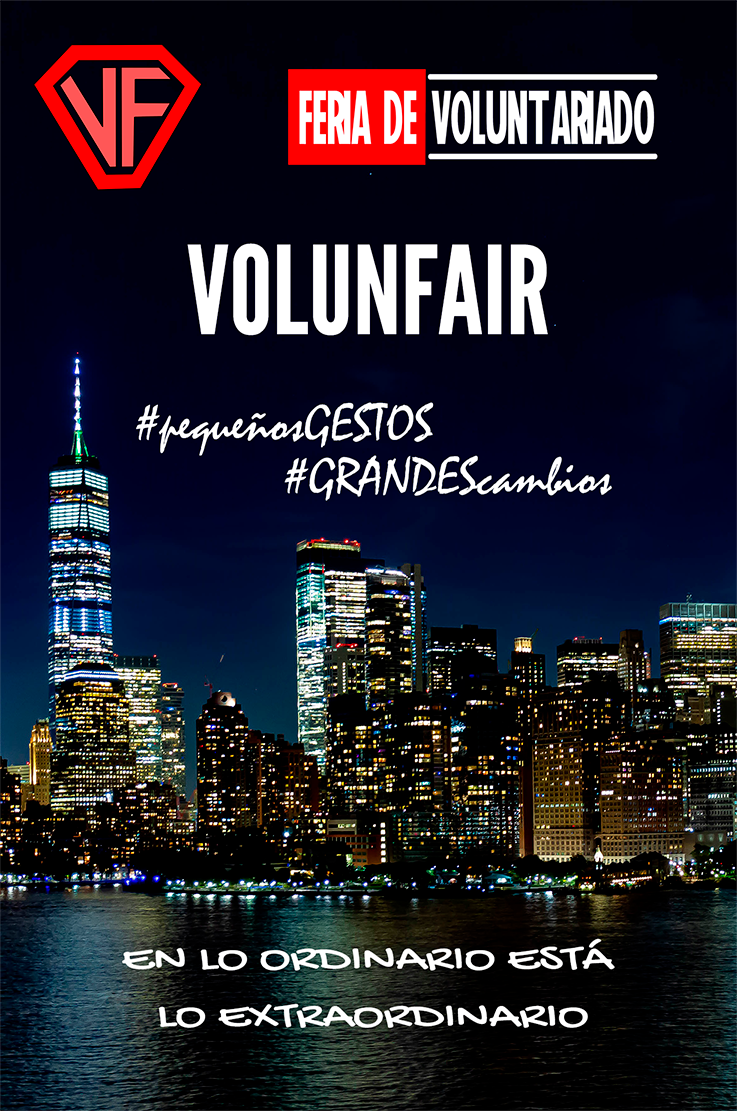 VF
FERIA DE VOLUNTARIADO
VOLUNFAIR
#pequeñosGESTOS
#GRANDEScambios
EN LO ORDINARIO ESTÁ
LO EXTRAORDINARIO